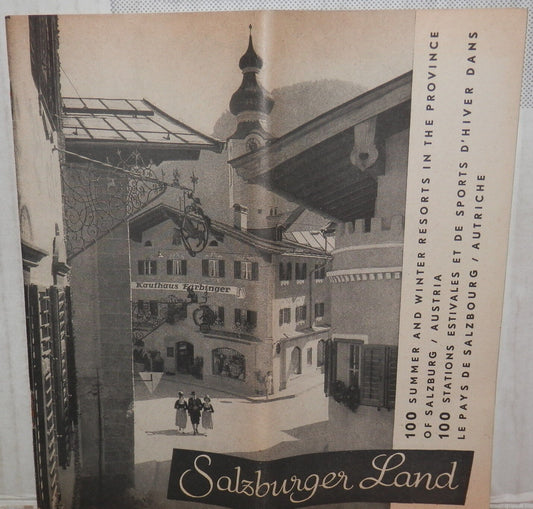 Kaufhaus Farbinger
100 SUMMER AND WINTER RESORTS IN THE PROVINCE
OF SALZBURG / AUSTRIA
100 STATIONS ESTIVALES ET DE SPORTS D'HIVER DANS
LE PAYS DE SALZBOURG / AUTRICHE
Salzburger Land